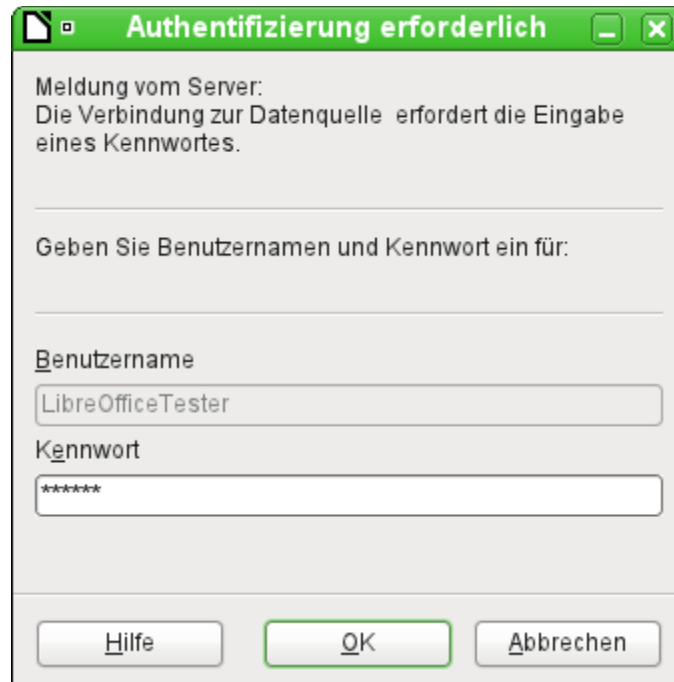 Authentifizierung erforderlich
Meldung vom Server:
Die Verbindung zur Datenquelle  erfordert die Eingabe
eines Kennwortes.
Geben Sie Benutzernamen und Kennwort ein für:
Benutzername
LibreOfficeTester
Kennwort
******
Hilfe OK Abbrechen